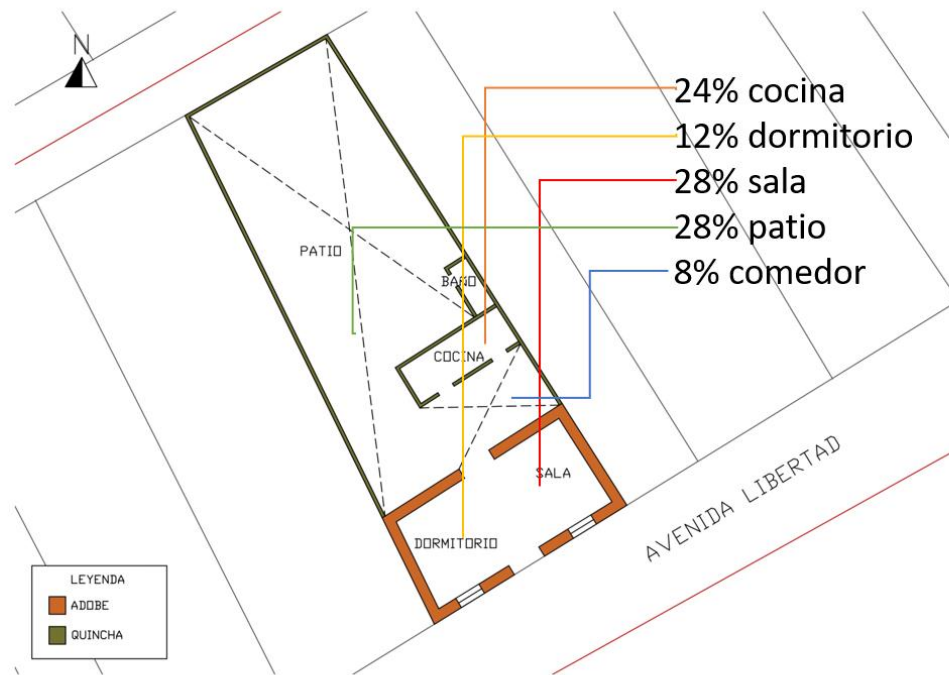 N
24% cocina
12% dormitorio
28% sala
28% patio
8% comedor
PATIO
BAÑO
COCINA
SALA
DORMITORIO
AVENIDA LIBERTAD
LEYENDA
ADOBE
QUINCHA